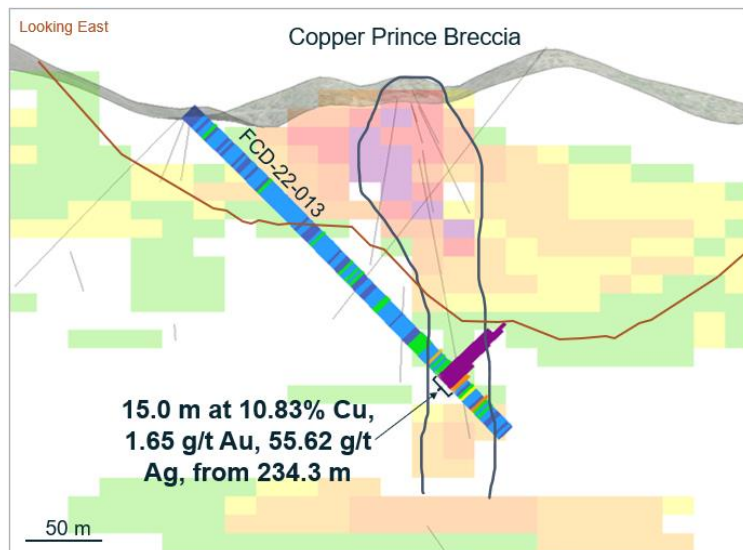 Looking East
Copper Prince Breccia
FCD-22-013
15.0 m at 10.83% Cu,
1.65 g/t Au, 55.62 g/t
Ag, from 234.3 m
50 m